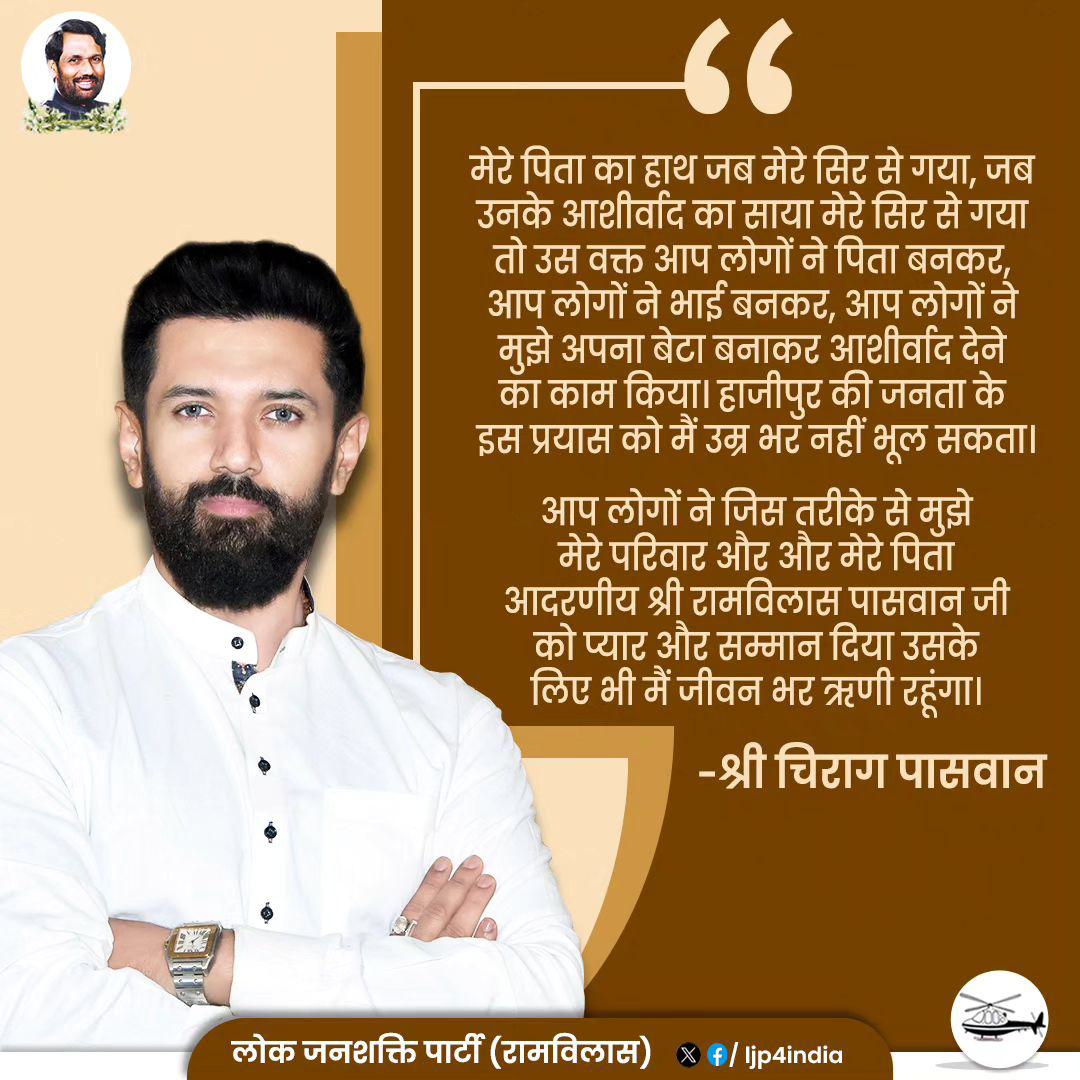 मेरे पिता का हाथ जब मेरे सिर से गया, जब
उनके आशीर्वाद का साया मेरे सिर से गया
तो उस वक्त आप लोगों ने पिता बनकर,
आप लोगों ने भाई बनकर, आप लोगों ने
मुझे अपना बेटा बनाकर आशीर्वाद देने
का काम किया। हाजीपुर की जनता के
इस प्रयास को मैं उम्र भर नहीं भूल सकता।
आप लोगों ने जिस तरीके से मुझे
मेरे परिवार और और मेरे पिता
आदरणीय श्री रामविलास पासवान जी
को प्यार और सम्मान दिया उसके
लिए भी मैं जीवन भर ऋणी रहूंगा।
-श्री चिराग पासवान
लोक जनशक्ति पार्टी (रामविलास) / ljp4india